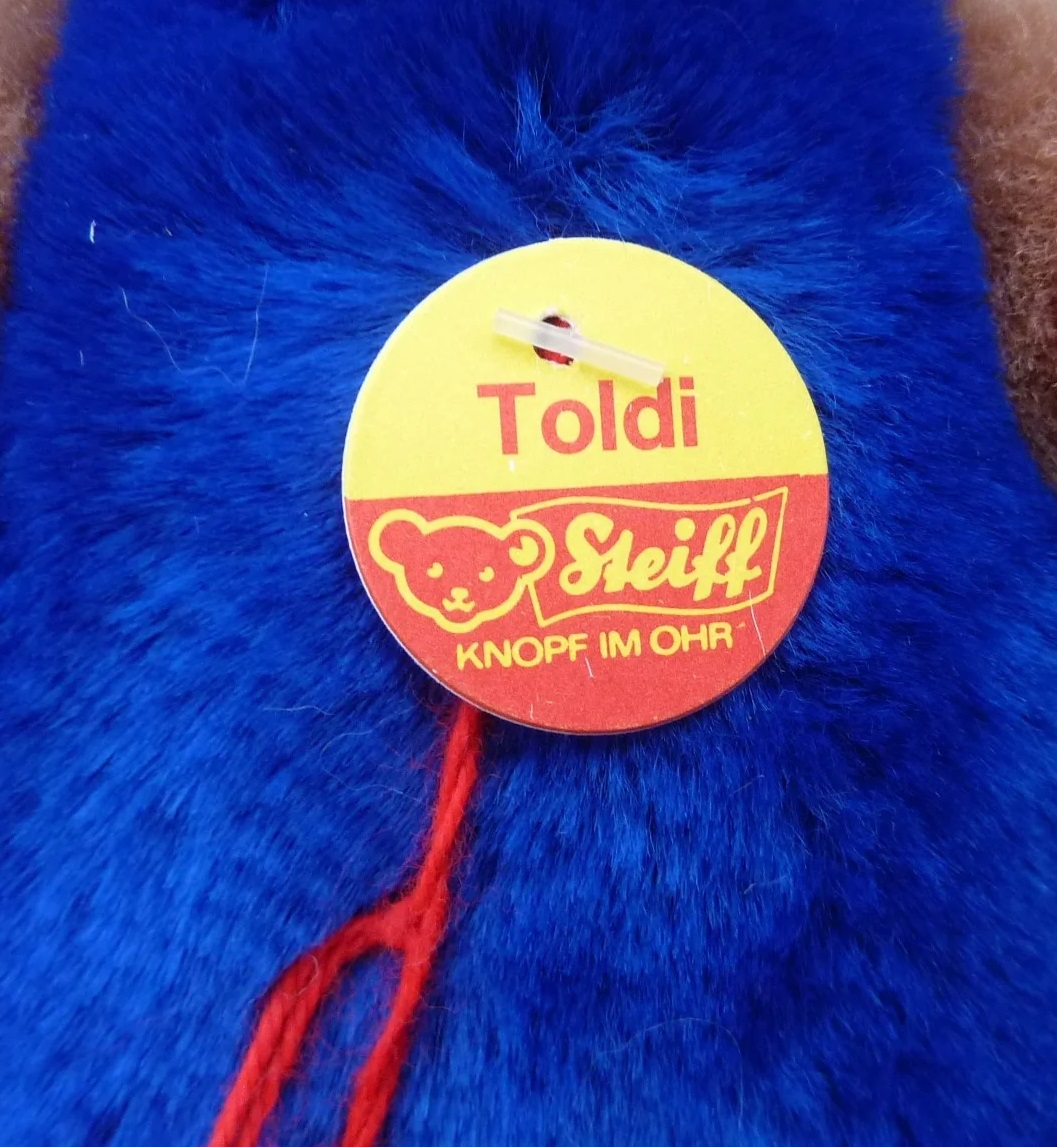 Toldi
Steiff
KNOPF IM OHR